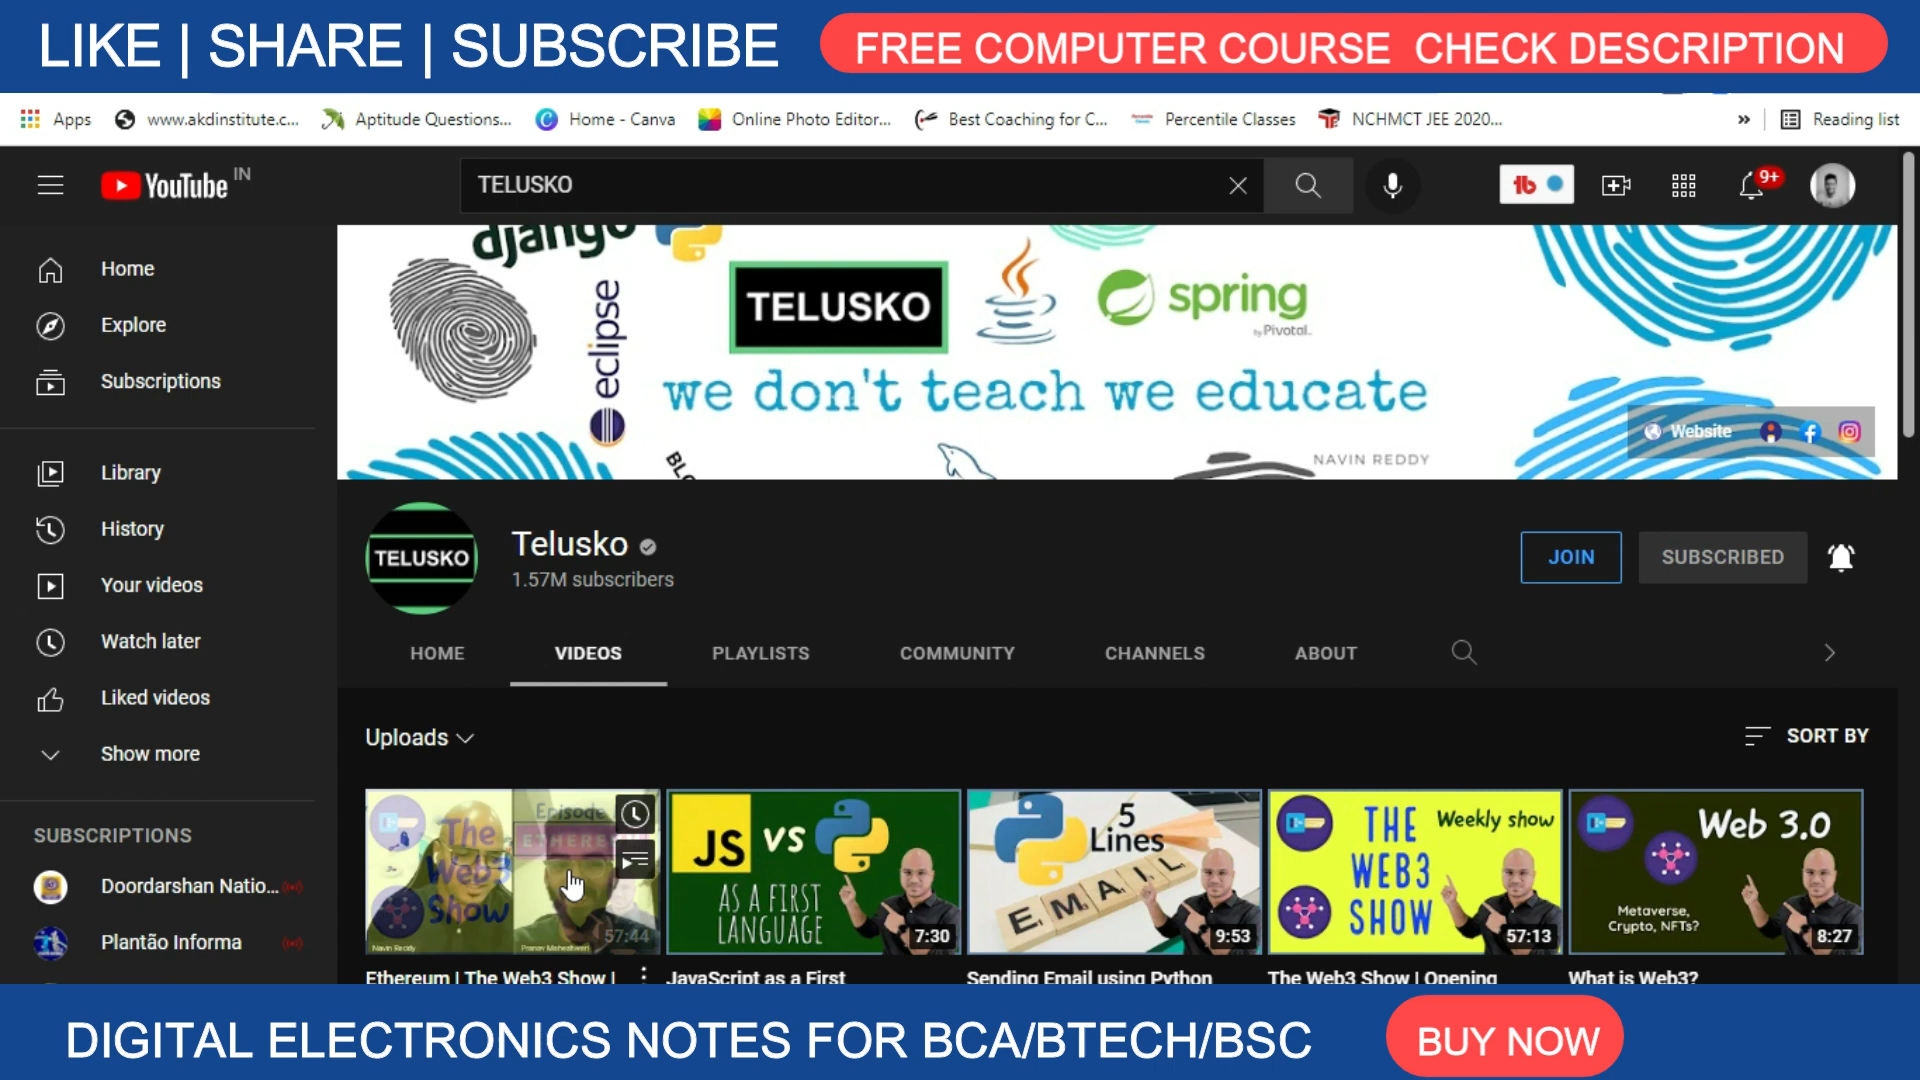 LIKE | SHARE | SUBSCRIBE
FREE COMPUTER COURSE CHECK DESCRIPTION
Apps
www.akdinstitute.c...
Aptitude Questions...
Home - Canva
Online Photo Editor...
Best Coaching for C...
Percentile Classes
NCHMCT JEE 2020...
»
Reading list
YouTube IN
TELUSKO
9+
Home
Explore
Subscriptions
Library
History
Your videos
Watch later
Liked videos
Show more
SUBSCRIPTIONS
Doordarshan Natio...
Plantão Informa
django
eclipse
TELUSKO
spring
by Pivotal.
we don't teach we educate
NAVIN REDDY
Website
TELUSKO
Telusko
1.57M subscribers
JOIN
SUBSCRIBED
HOME
VIDEOS
PLAYLISTS
COMMUNITY
CHANNELS
ABOUT
Uploads
SORT BY
The Web3 Show
Episode
ETHERE
Navin Reddy
Pranav Maheshwari
57:44
JS VS
AS A FIRST
LANGUAGE
7:30
5
Lines
EMAIL
9:53
THE
WEB3
SHOW
Weekly show
57:13
Web 3.0
Metaverse,
Crypto, NFTs?
8:27
Ethereum | The Web3 Show |
JavaScript as a First
Sending Email using Python
The Web3 Show | Opening
What is Web3?
DIGITAL ELECTRONICS NOTES FOR BCA/BTECH/BSC
BUY NOW